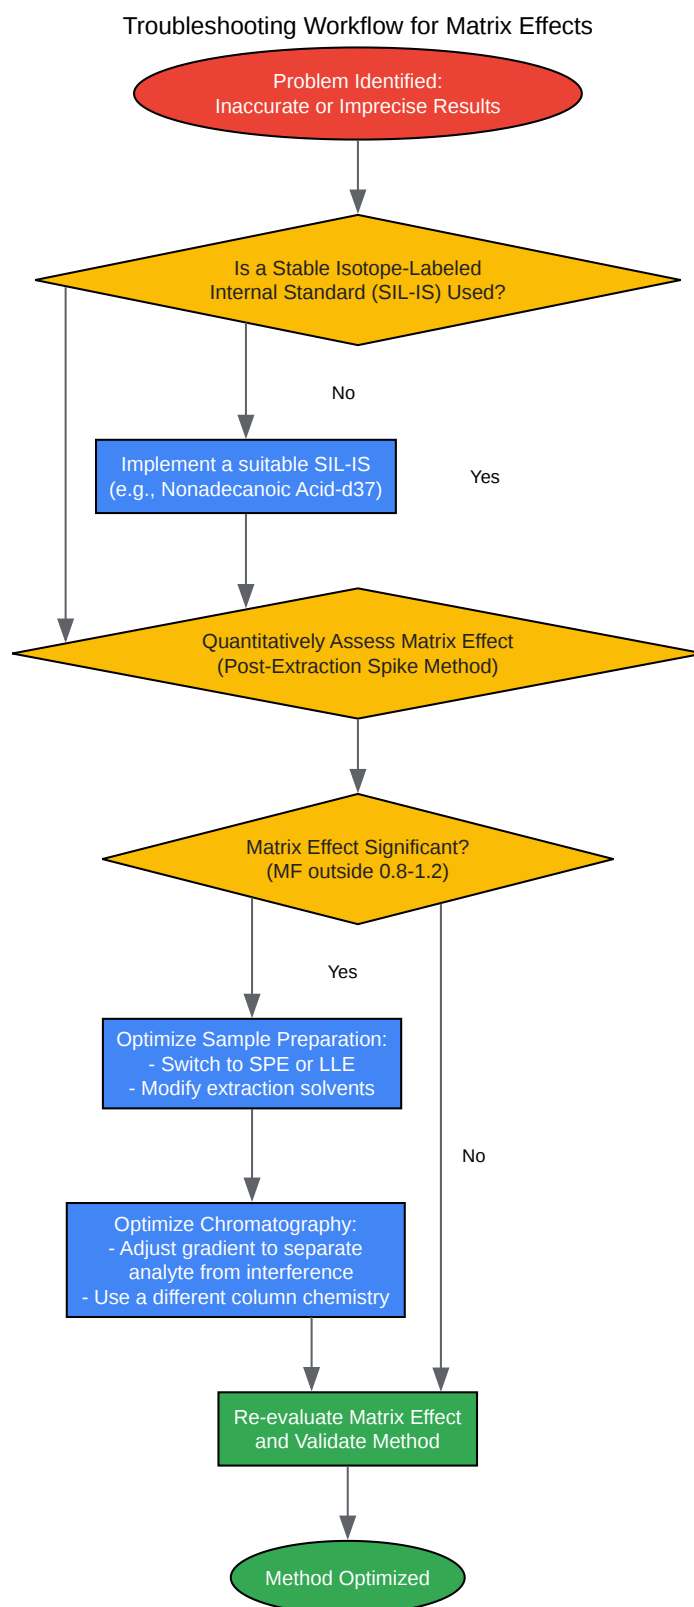 Troubleshooting Workflow for Matrix Effects
Problem Identified:
Inaccurate or Imprecise Results
Is a Stable Isotope-Labeled
Internal Standard (SIL-IS) Used?
No
Implement a suitable SIL-IS
(e.g., Nonadecanoic Acid-d37)
Yes
Quantitatively Assess Matrix Effect
(Post-Extraction Spike Method)
Matrix Effect Significant?
(MF outside 0.8-1.2)
Yes
Optimize Sample Preparation:
- Switch to SPE or LLE
- Modify extraction solvents
No
Optimize Chromatography:
- Adjust gradient to separate
analyte from interference
- Use a different column chemistry
Re-evaluate Matrix Effect
and Validate Method
Method Optimized